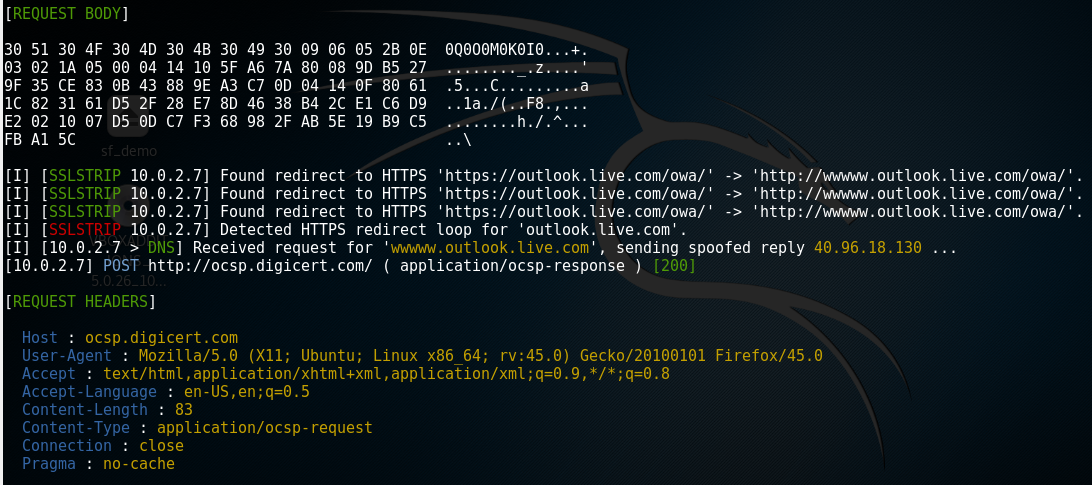 [REQUEST BODY]
30 51 30 4F 30 4D 30 4B 30 49 30 09 06 05 2B 0E  0Q0O0M0K0I0...+.
03 02 1A 05 00 04 14 10 5F A6 7A 80 08 9D B5 27  ........_.z....'
9F 35 CE 83 0B 43 88 9E A3 C7 0D 04 14 0F 80 61  .5...C.........a
1C 82 31 61 D5 2F 28 E7 8D 46 38 B4 2C E1 C6 D9  ..1a./(..F8.,...
E2 02 10 07 D5 0D C7 F3 68 98 2F AB 5E 19 B9 C5  ........h./.^...
FB A1 5C  ..\
sf_demo
[I] [SSLSTRIP 10.0.2.7] Found redirect to HTTPS 'https://outlook.live.com/owa/' -> 'http://wwwww.outlook.live.com/owa/'.
[I] [SSLSTRIP 10.0.2.7] Found redirect to HTTPS 'https://outlook.live.com/owa/' -> 'http://wwwww.outlook.live.com/owa/'.
[I] [SSLSTRIP 10.0.2.7] Found redirect to HTTPS 'https://outlook.live.com/owa/' -> 'http://wwwww.outlook.live.com/owa/'.
[I] [SSLSTRIP 10.0.2.7] Detected HTTPS redirect loop for 'outlook.live.com'.
[I] [10.0.2.7 > DNS] Received request for 'wwwww.outlook.live.com', sending spoofed reply 40.96.18.130 ...
[10.0.2.7] POST http://ocsp.digicert.com/ ( application/ocsp-response ) [200]
5.0.26_10...
[REQUEST HEADERS]
Host : ocsp.digicert.com
User-Agent : Mozilla/5.0 (X11; Ubuntu; Linux x86_64; rv:45.0) Gecko/20100101 Firefox/45.0
Accept : text/html,application/xhtml+xml,application/xml;q=0.9,*/*;q=0.8
Accept-Language : en-US,en;q=0.5
Content-Length : 83
Content-Type : application/ocsp-request
Connection : close
Pragma : no-cache